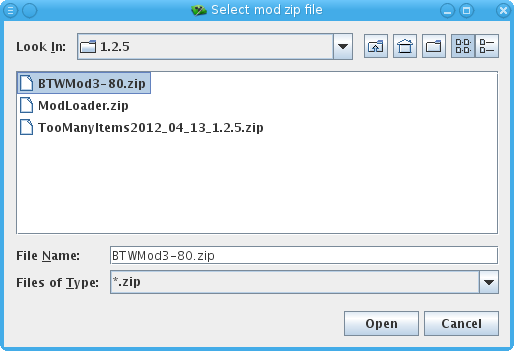 Select mod zip file
Look In: 1.2.5
BTWMod3-80.zip
ModLoader.zip
TooManyItems2012_04_13_1.2.5.zip
File Name: BTWMod3-80.zip
Files of Type: *.zip
Open Cancel